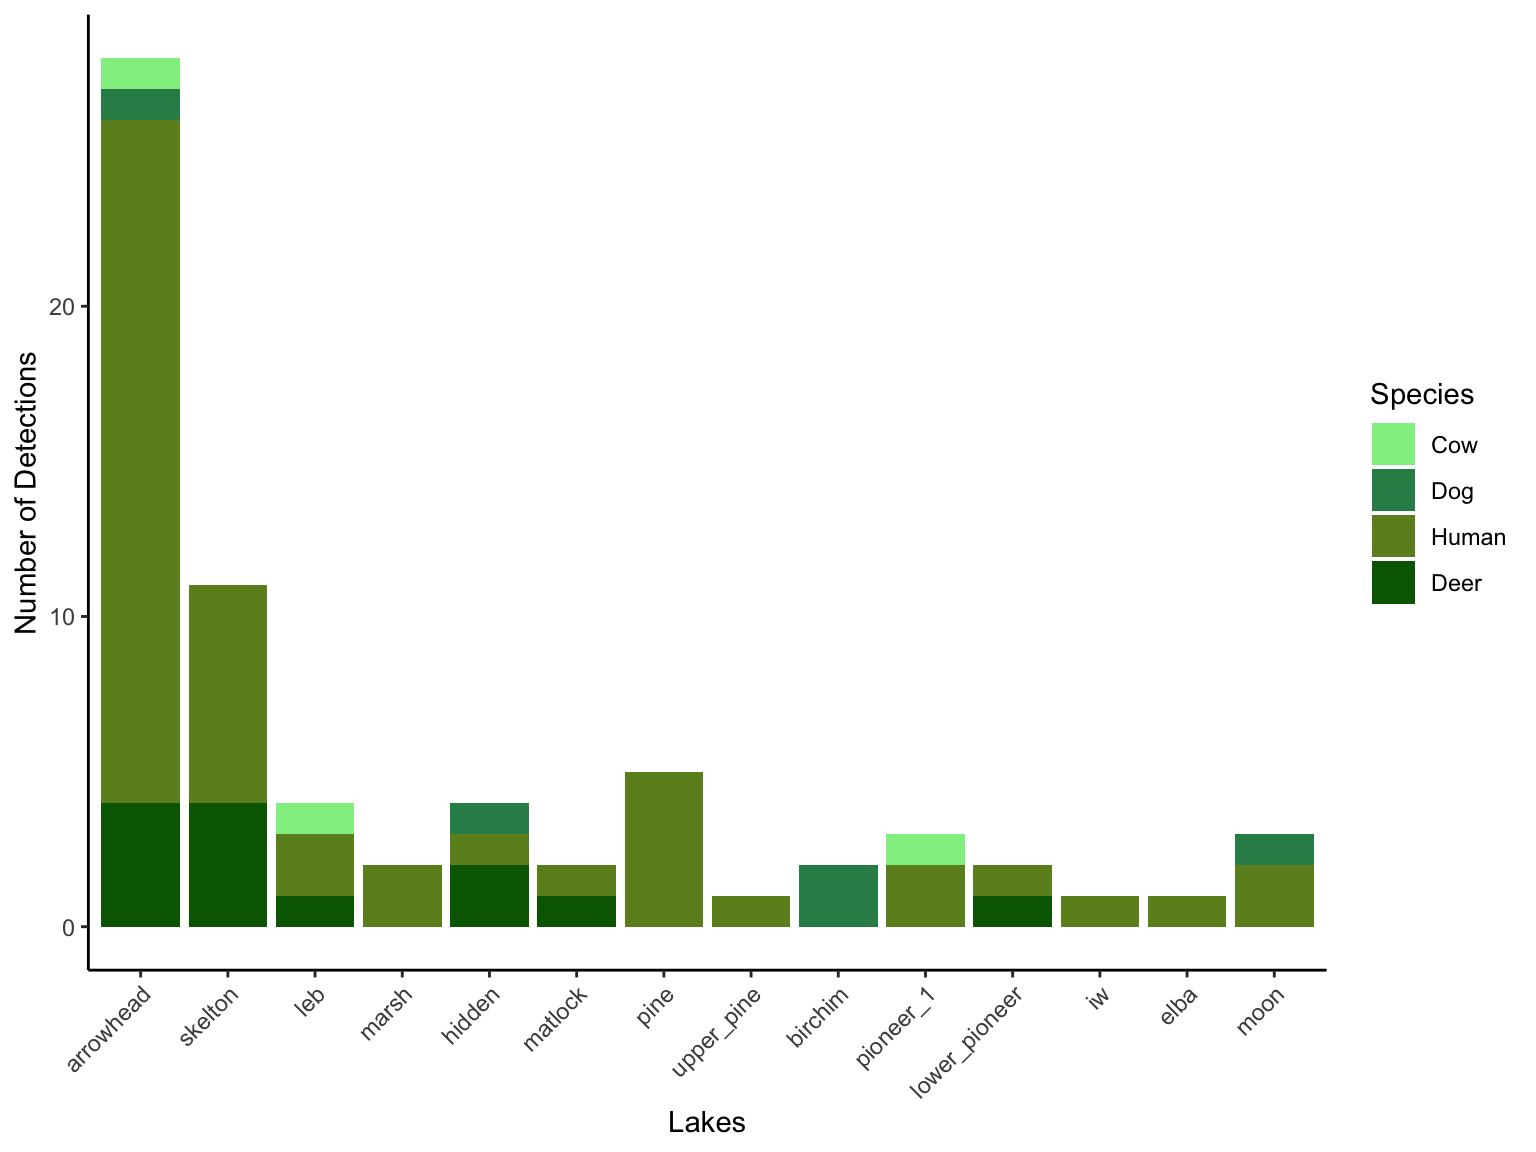 Number of Detections
20
10
0
arrowhead
skelton
leb
marsh
hidden
matlock
pine
upper_pine
birchim
pioneer_1
lower_pioneer
iw
elba
moon
Lakes
Species
Cow
Dog
Human
Deer